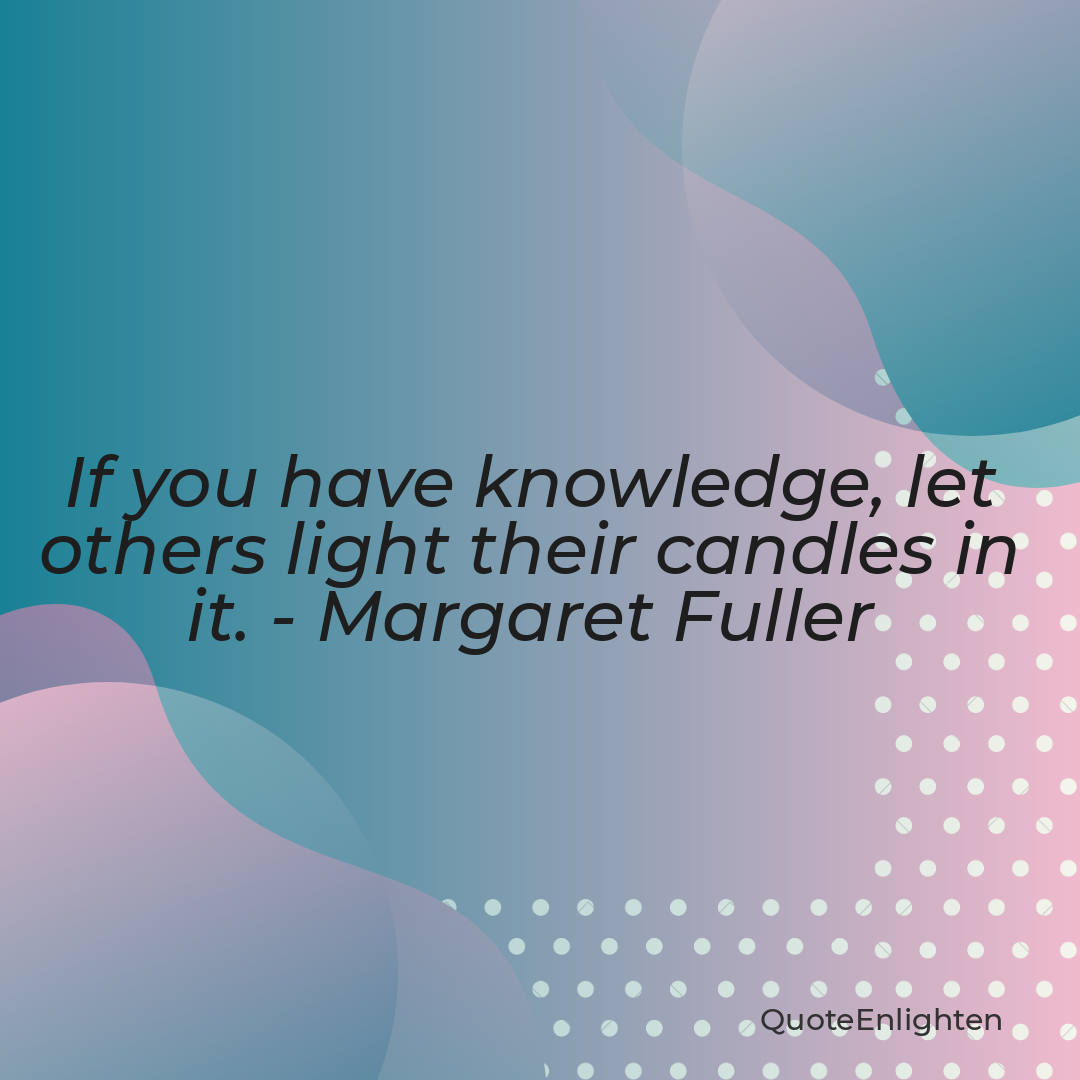 If you have knowledge, let
others light their candles in
it. - Margaret Fuller
QuoteEnlighten